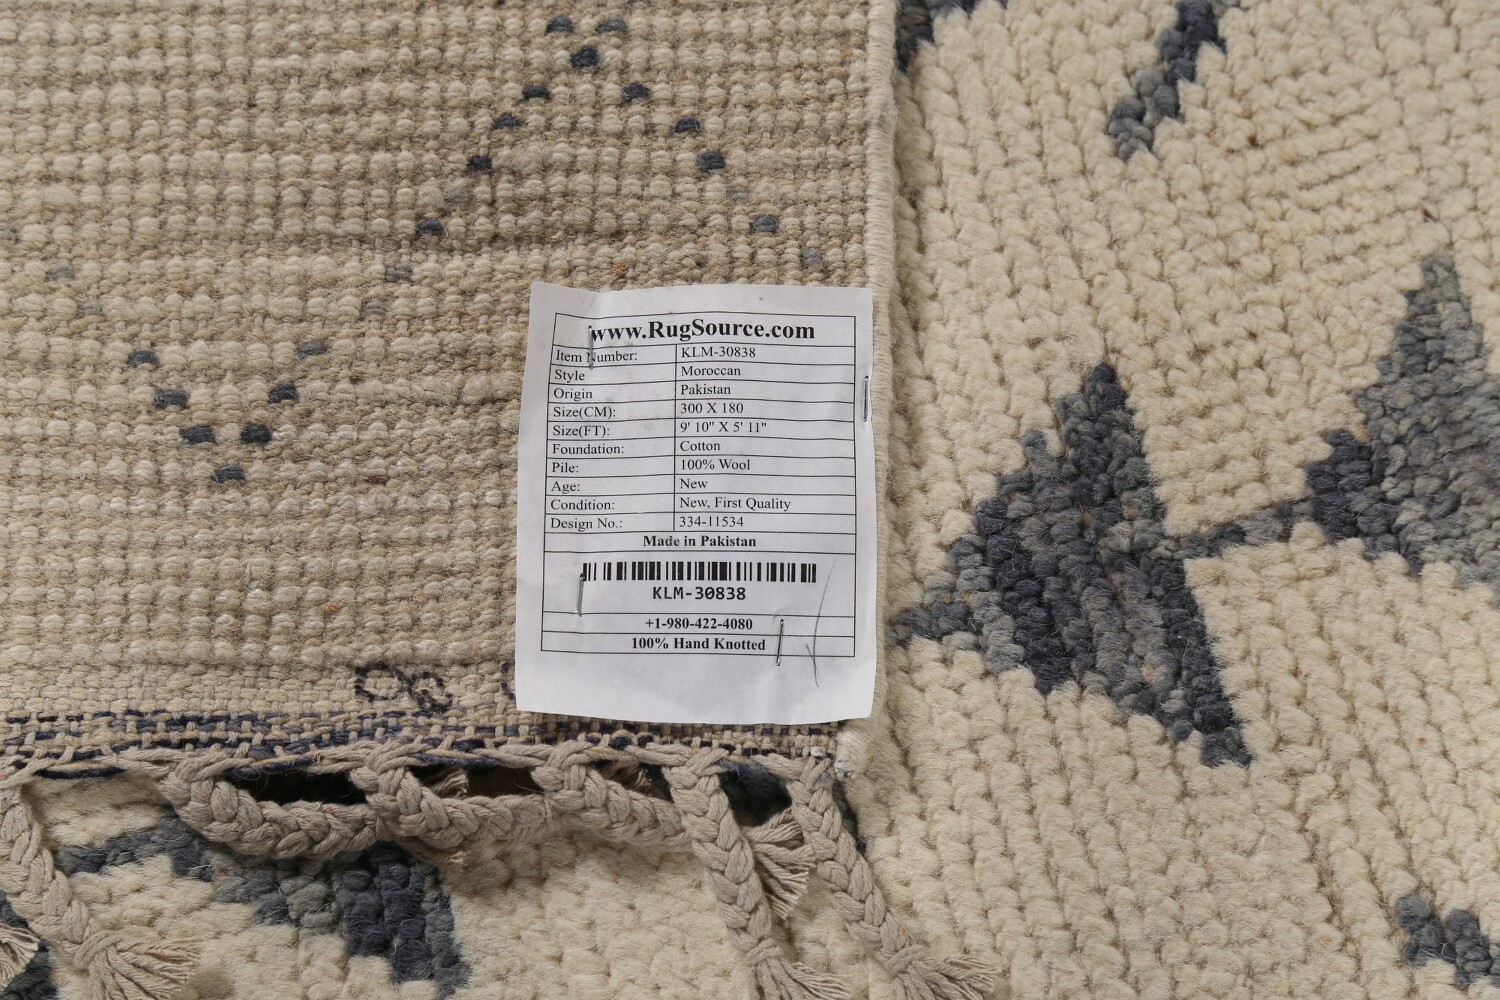 www.RugSource.com
Item Number: KLM-30838
Style Moroccan
Origin Pakistan
Size(CM): 300 X 180
Size(FT): 9' 10" X 5' 11"
Foundation: Cotton
Pile: 100% Wool
Age: New
Condition: New, First Quality
Design No.: 334-11534
Made in Pakistan
KLM-30838
+1-980-422-4080
100% Hand Knotted